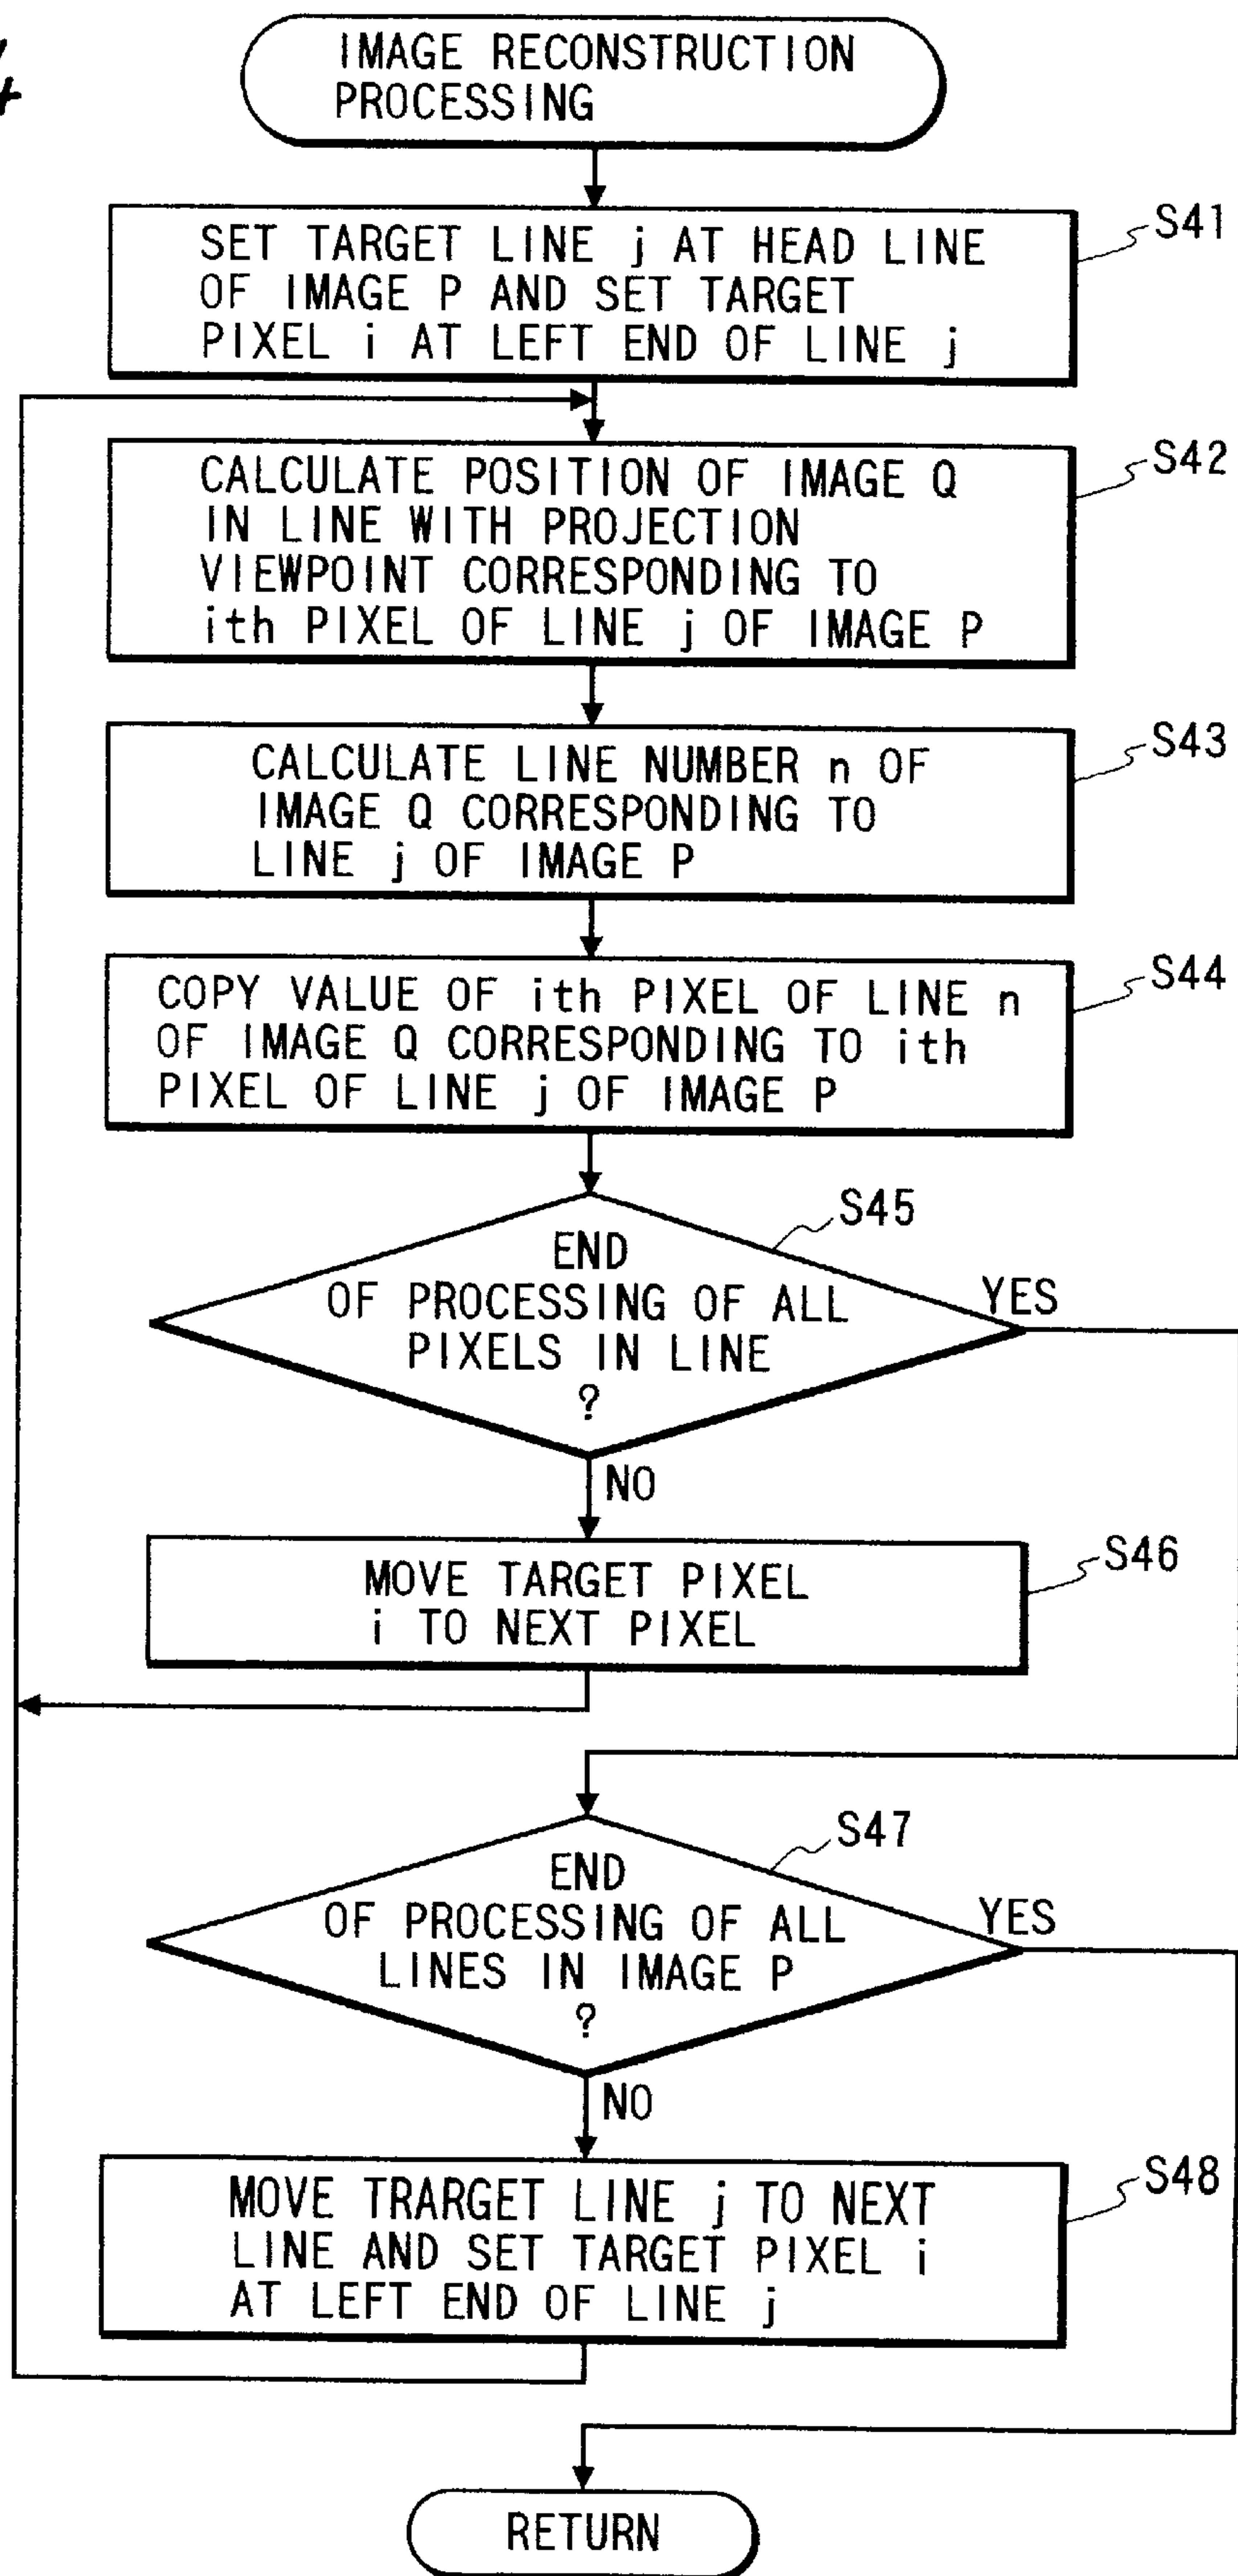 4
IMAGE RECONSTRUCTION
PROCESSING
SET TARGET LINE j AT HEAD LINE
OF IMAGE P AND SET TARGET
PIXEL i AT LEFT END OF LINE j
S41
CALCULATE POSITION OF IMAGE Q
IN LINE WITH PROJECTION
VIEWPOINT CORRESPONDING TO
ith PIXEL OF LINE j OF IMAGE P
S42
CALCULATE LINE NUMBER n OF
IMAGE Q CORRESPONDING TO
LINE j OF IMAGE P
S43
COPY VALUE OF ith PIXEL OF LINE n
OF IMAGE Q CORRESPONDING TO ith
PIXEL OF LINE j OF IMAGE P
S44
S45
END
OF PROCESSING OF ALL
PIXELS IN LINE
?
YES
NO
MOVE TARGET PIXEL
i TO NEXT PIXEL
S46
S47
END
OF PROCESSING OF ALL
LINES IN IMAGE P
?
YES
NO
MOVE TRARGET LINE j TO NEXT
LINE AND SET TARGET PIXEL i
AT LEFT END OF LINE j
S48
RETURN